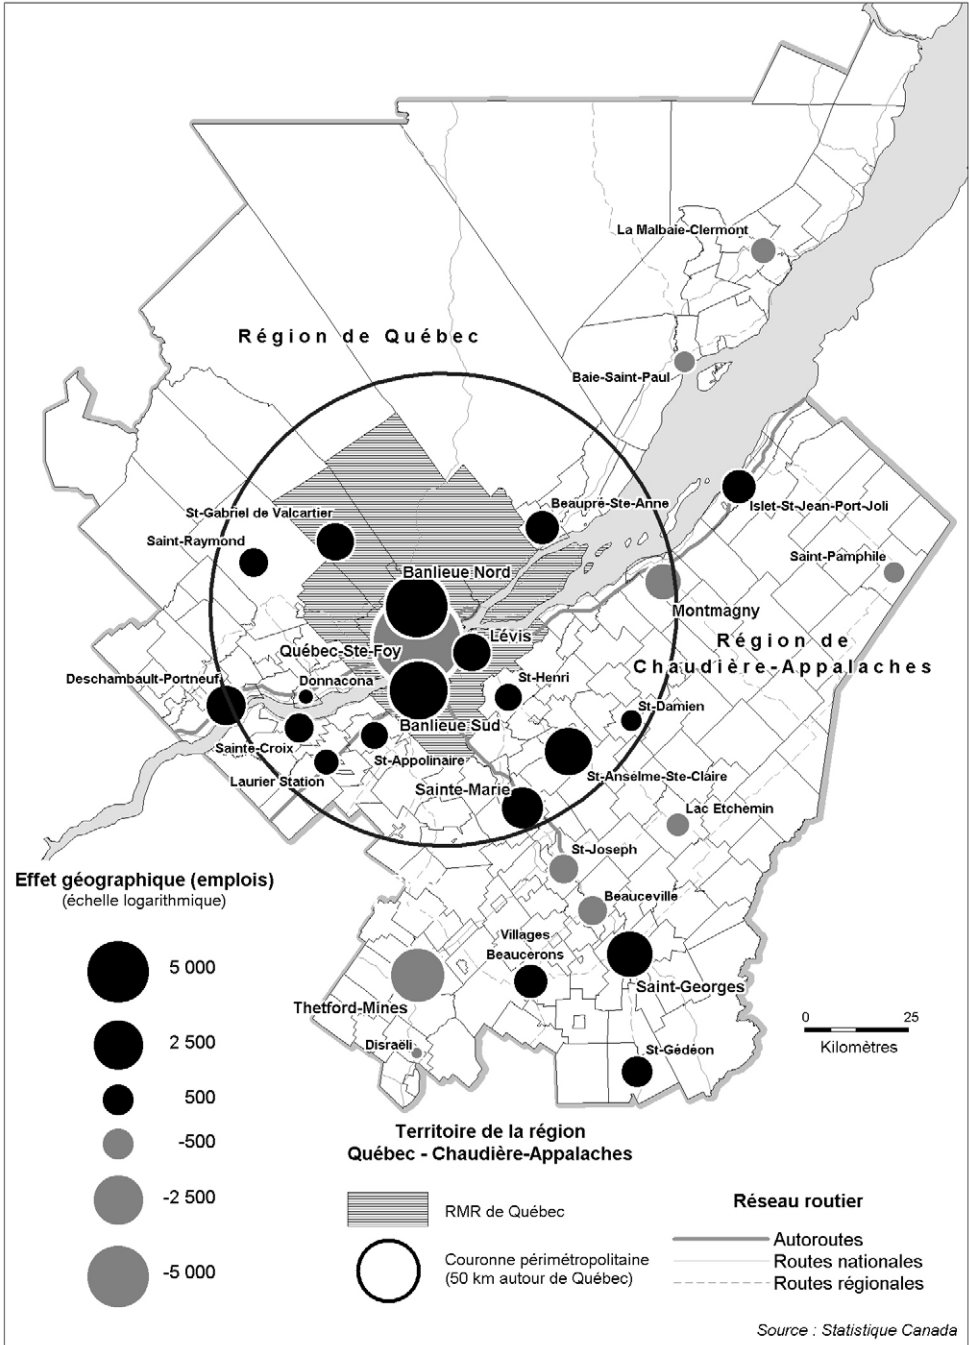 La Malbaie-Clermont
Région de Québec
Baie-Saint-Paul
Beaupré-Ste-Anne
Islet-St-Jean-Port-Joli
St-Gabriel de Valcartier
Saint-Raymond
Saint-Pamphile
Banlieue Nord
Montmagny
Lévis
Région de
Chaudière-Appalaches
Québec-Ste-Foy
Deschambault-Portneuf
Donnacona
St-Henri
St-Damien
Banlieue Sud
Sainte-Croix
St-Appolinaire
Laurier Station
St-Anselme-Ste-Claire
Sainte-Marie
Lac Etchemin
St-Joseph
Beauceville
Villages
Beaucerons
Saint-Georges
Thetford-Mines
Disraëli
St-Gédéon
Effet géographique (emplois)
(échelle logarithmique)
5 000
2 500
500
-500
-2 500
-5 000
0 25
Kilomètres
Territoire de la région
Québec - Chaudière-Appalaches
RMR de Québec
Couronne périmétropolitaine
(50 km autour de Québec)
Réseau routier
Autoroutes
Routes nationales
Routes régionales
Source : Statistique Canada